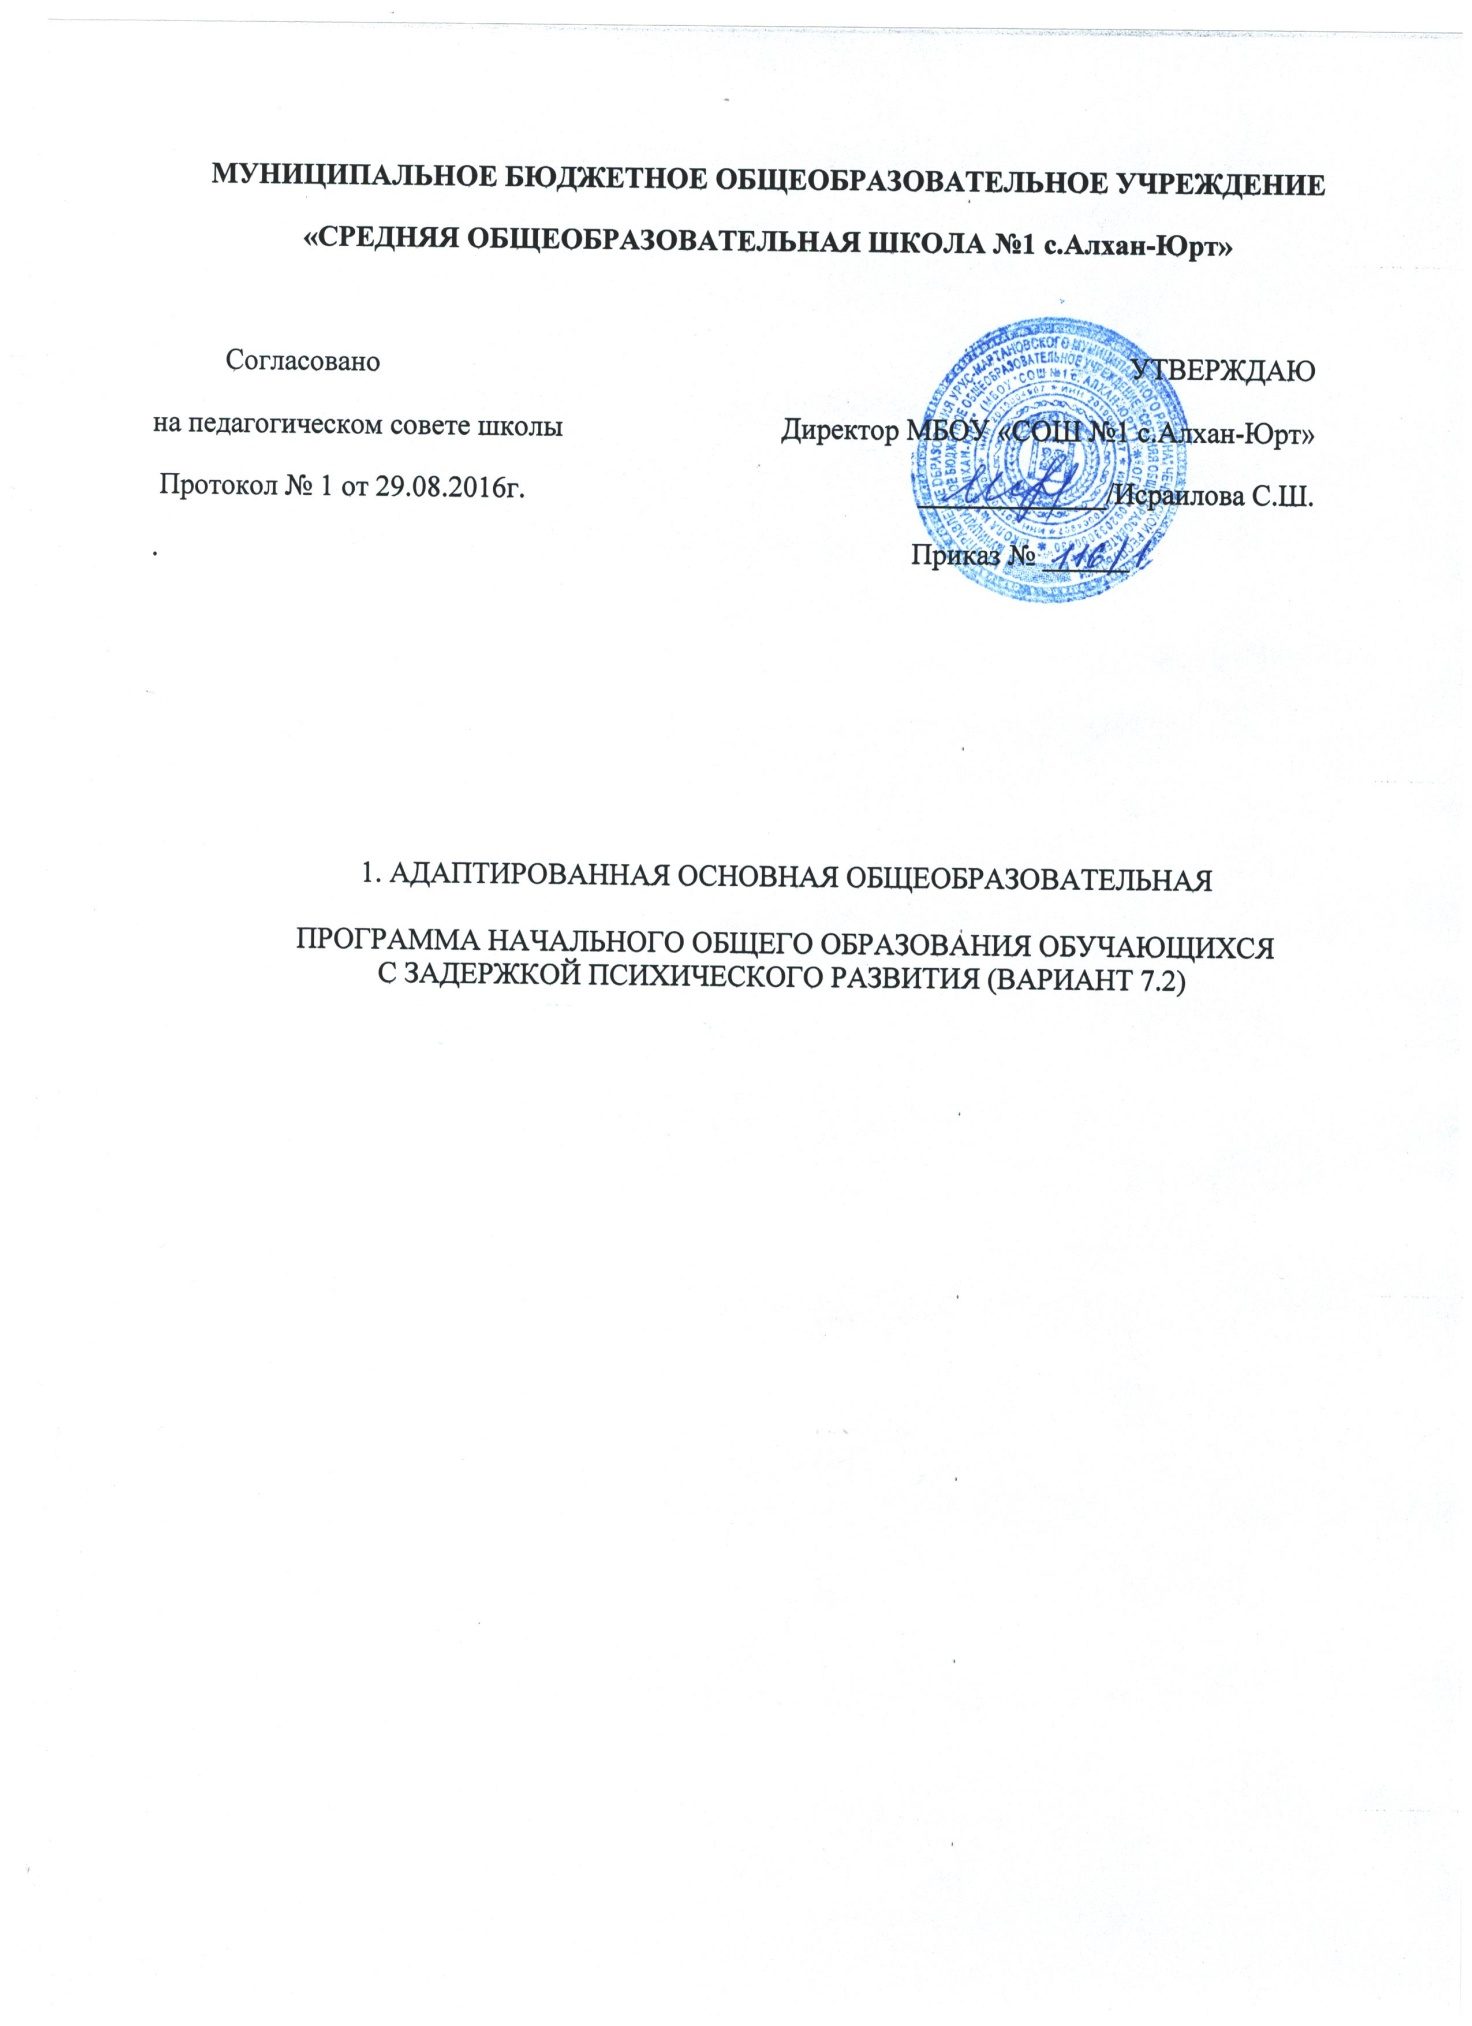 МУНИЦИПАЛЬНОЕ БЮДЖЕТНОЕ ОБЩЕОБРАЗОВАТЕЛЬНОЕ УЧРЕЖДЕНИЕ
«СРЕДНЯЯ ОБЩЕОБРАЗОВАТЕЛЬНАЯ ШКОЛА №1 с.Алхан-Юрт»
Согласовано
на педагогическом совете школы
Протокол № 1 от 29.08.2016г.
.
УТВЕРЖДАЮ
Директор МБОУ «СОШ №1 с.Алхан-Юрт»
/Исраилова С.Ш.
Приказ № 116/1
1. АДАПТИРОВАННАЯ ОСНОВНАЯ ОБЩЕОБРАЗОВАТЕЛЬНАЯ
ПРОГРАММА НАЧАЛЬНОГО ОБЩЕГО ОБРАЗОВАНИЯ ОБУЧАЮЩИХСЯ
С ЗАДЕРЖКОЙ ПСИХИЧЕСКОГО РАЗВИТИЯ (ВАРИАНТ 7.2)